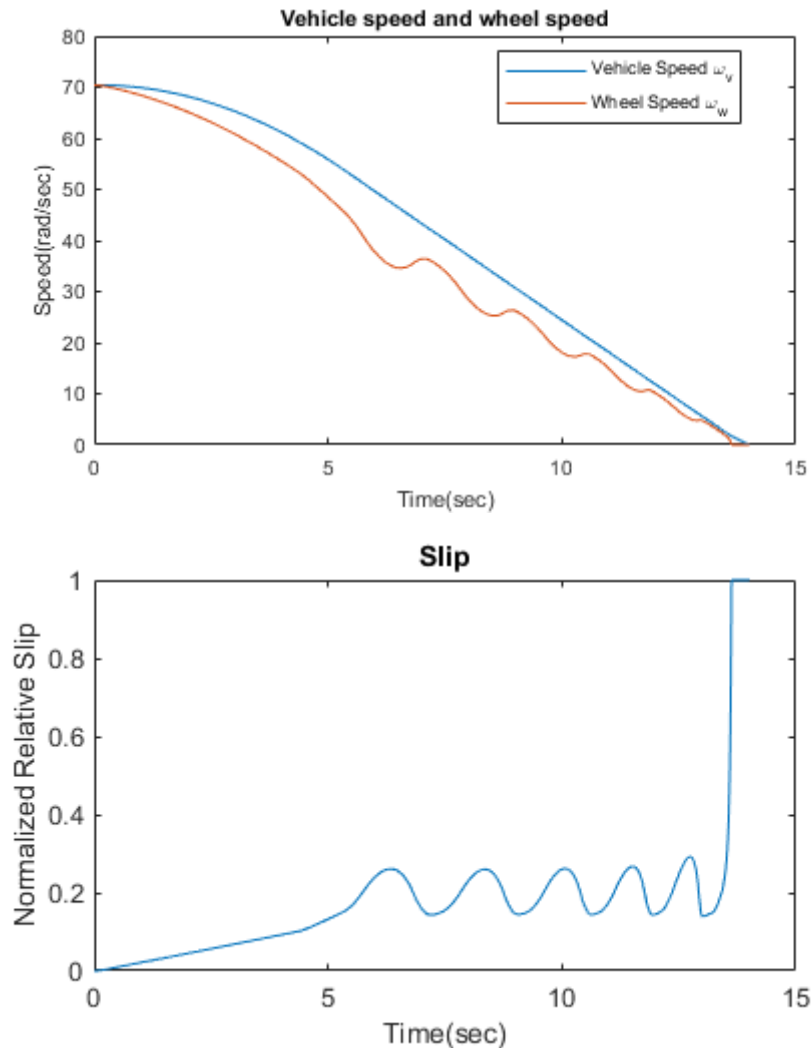 Vehicle speed and wheel speed
80
70
60
50
40
30
20
10
0
Speed(rad/sec)
Vehicle Speed ωv
Wheel Speed ωw
0 5 10 15
Time(sec)
Slip
1
0.8
0.6
0.4
0.2
0
Normalized Relative Slip
0 5 10 15
Time(sec)